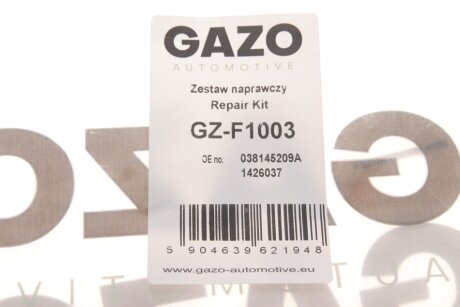 GAZO
AUTOMOTIVE
Zestaw naprawczy
Repair Kit
GZ-F1003
OE no. 038145209A
1426037
5 904639 621948
www.gazo-automotive.eu